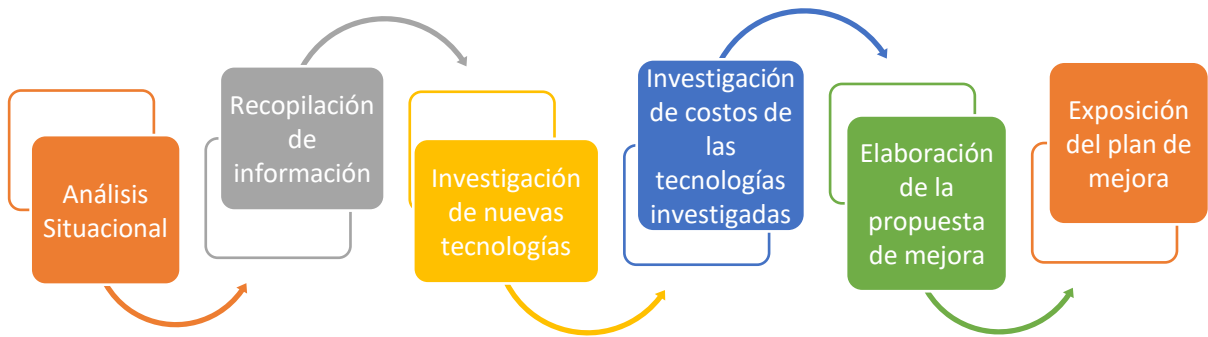 Análisis
Situacional
Recopilación
de
información
Investigación
de nuevas
tecnologías
Investigación
de costos de
las
tecnologías
investigadas
Elaboración
de la
propuesta
de mejora
Exposición
del plan de
mejora